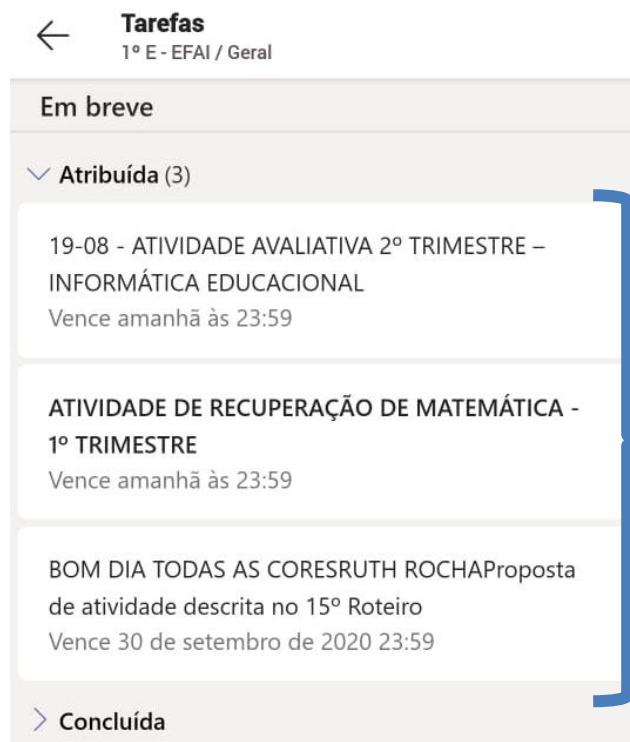 Tarefas
1º E - EFAI / Geral
Em breve
Atribuída (3)
19-08 - ATIVIDADE AVALIATIVA 2º TRIMESTRE –
INFORMÁTICA EDUCACIONAL
Vence amanhã às 23:59
ATIVIDADE DE RECUPERAÇÃO DE MATEMÁTICA -
1º TRIMESTRE
Vence amanhã às 23:59
BOM DIA TODAS AS CORESRUTH ROCHAProposta
de atividade descrita no 15º Roteiro
Vence 30 de setembro de 2020 23:59
Concluída